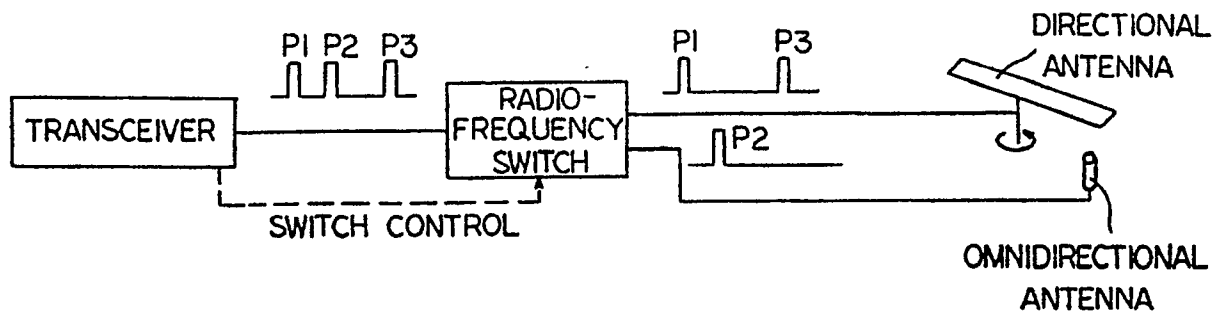 DIRECTIONAL
ANTENNA
P1 P2 P3
P1 P3
TRANSCEIVER
RADIO-
FREQUENCY
SWITCH
P2
SWITCH CONTROL
OMNIDIRECTIONAL
ANTENNA